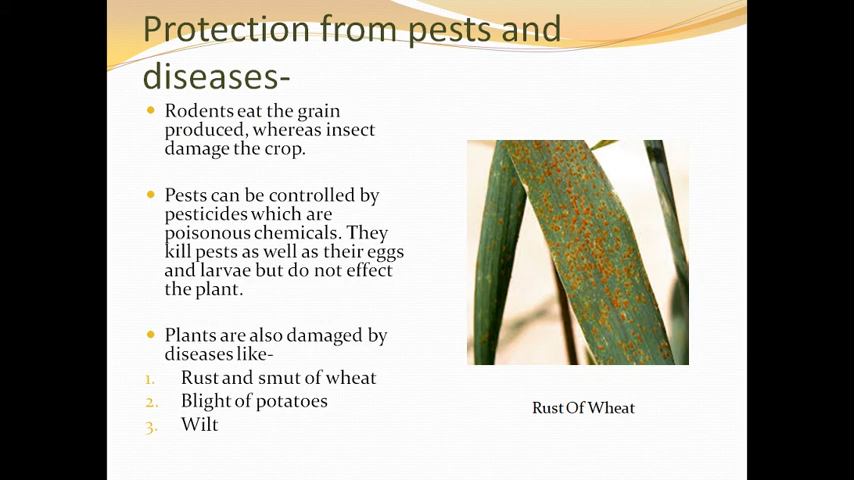 Protection from pests and
diseases-
• Rodents eat the grain
produced, whereas insect
damage the crop.
• Pests can be controlled by
pesticides which are
poisonous chemicals. They
kill pests as well as their eggs
and larvae but do not effect
the plant.
• Plants are also damaged by
diseases like-
1. Rust and smut of wheat
2. Blight of potatoes
3. Wilt
Rust Of Wheat